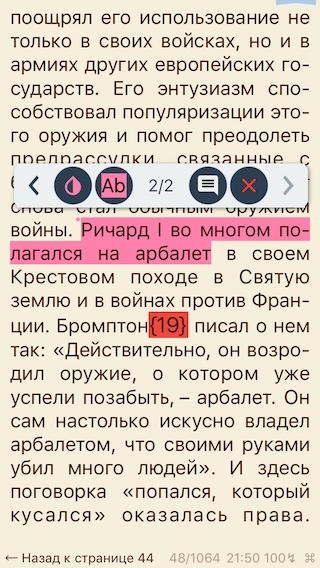 поощрял его использование не
только в своих войсках, но и в
армиях других европейских го-
сударств. Его энтузиазм спо-
собствовал популяризации это-
го оружия и помог преодолеть
предрассудки, связанные с
Ab 2/2
снова стал обычным оружием
войны. Ричард I во многом по-
лагался на арбалет в своем
Крестовом походе в Святую
землю и в войнах против Фран-
ции. Бромптон{19} писал о нем
так: «Действительно, он возро-
дил оружие, о котором уже
успели позабыть, – арбалет. Он
сам настолько искусно владел
арбалетом, что своими руками
убил много людей». И здесь
поговорка «попался, который
кусался» оказалась права.
← Назад к странице 44 48/1064 21:50 100↯ ⌘